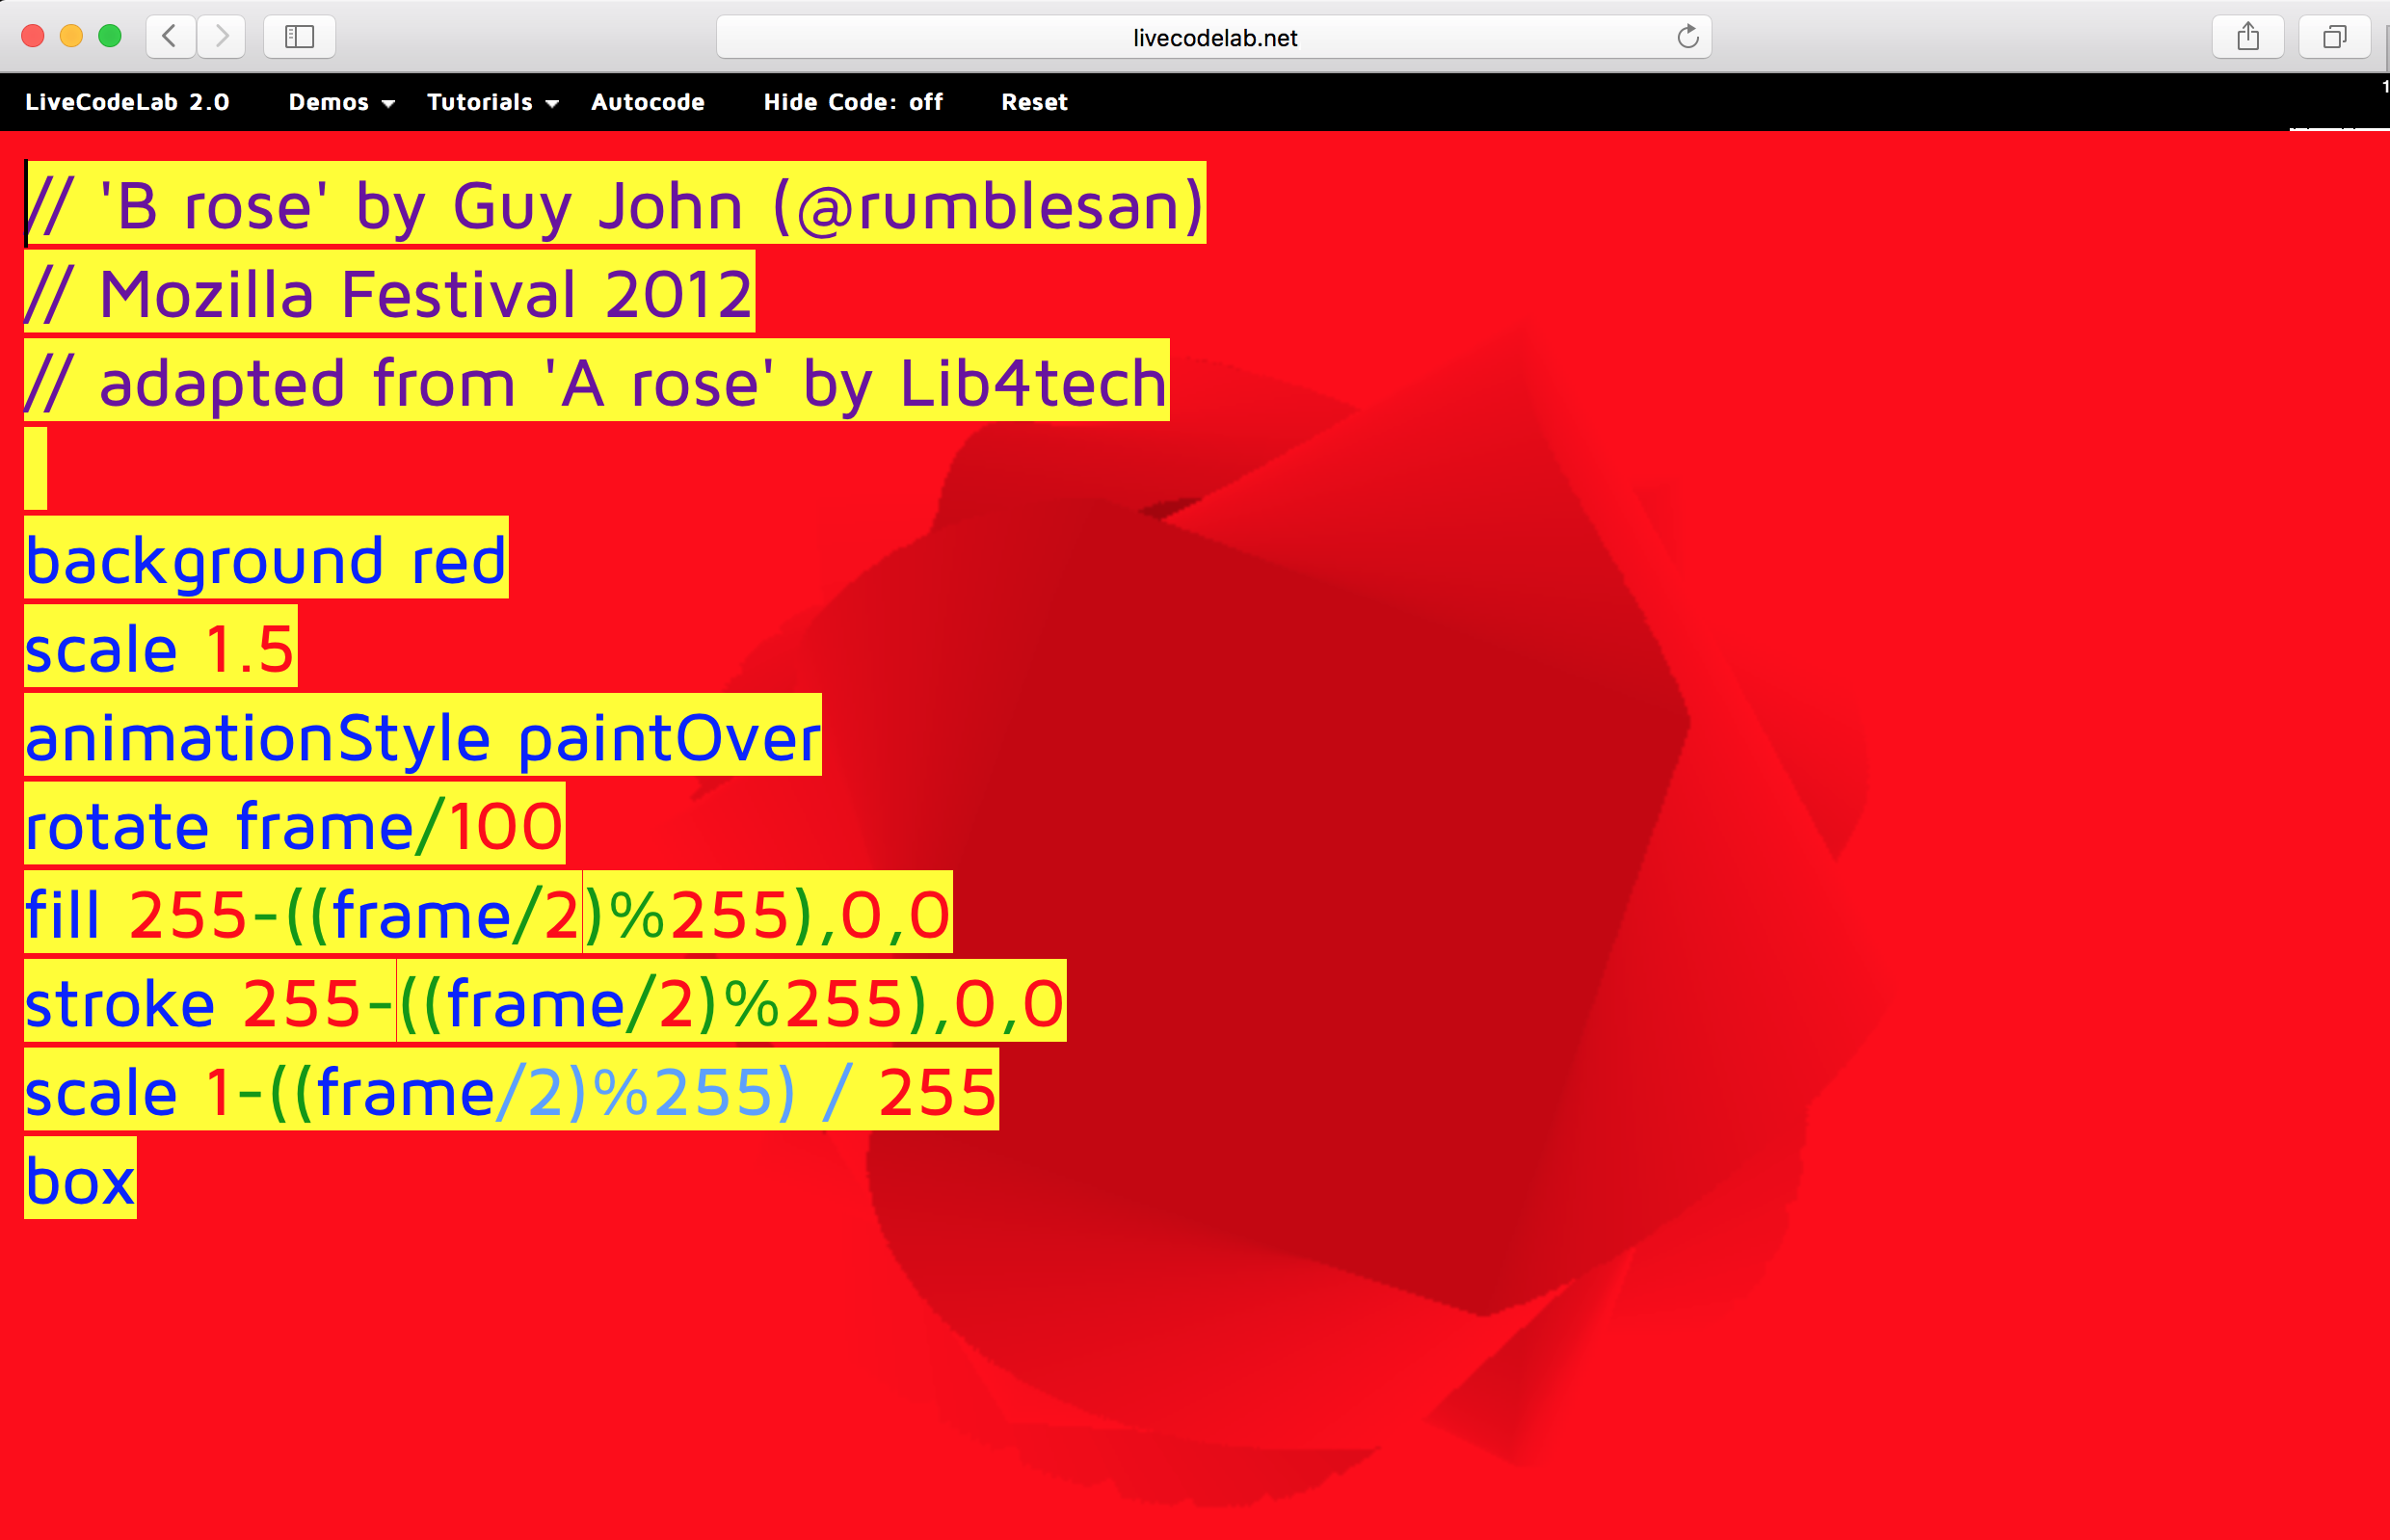 livecodelab.net
LiveCodeLab 2.0 Demos Tutorials Autocode Hide Code: off Reset
// 'B rose' by Guy John (@rumblesan)
// Mozilla Festival 2012
// adapted from 'A rose' by Lib4tech
background red
scale 1.5
animationStyle paintOver
rotate frame/100
fill 255-((frame/2)%255),0,0
stroke 255-((frame/2)%255),0,0
scale 1-((frame/2)%255) / 255
box